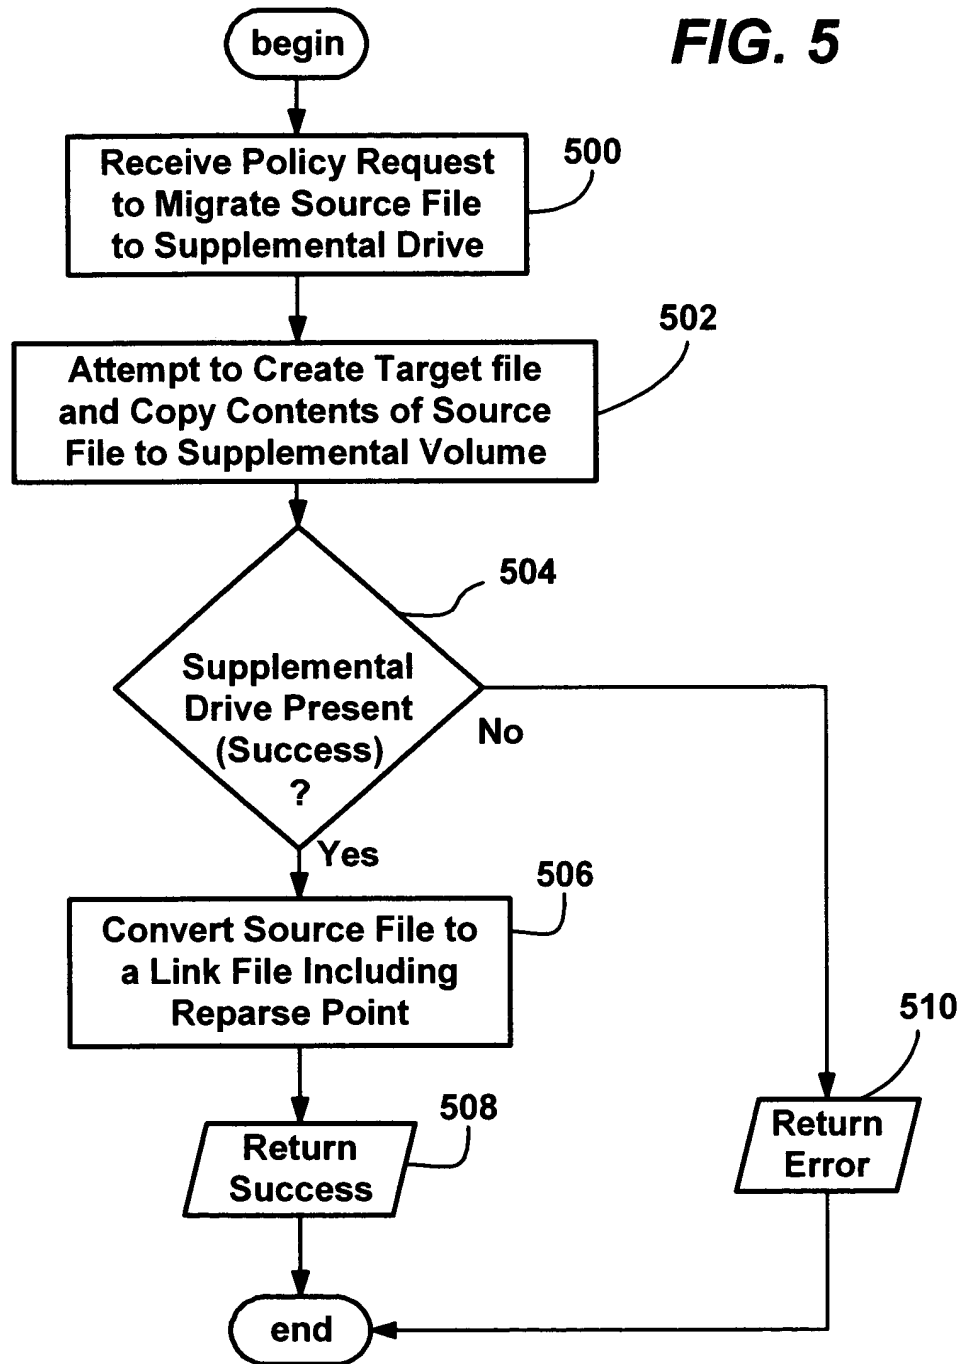 FIG. 5
begin
Receive Policy Request
to Migrate Source File
to Supplemental Drive
500
Attempt to Create Target file
and Copy Contents of Source
File to Supplemental Volume
502
504
Supplemental
Drive Present
(Success)
?
No
Yes
506
Convert Source File to
a Link File Including
Reparse Point
510
508
Return
Success
Return
Error
end